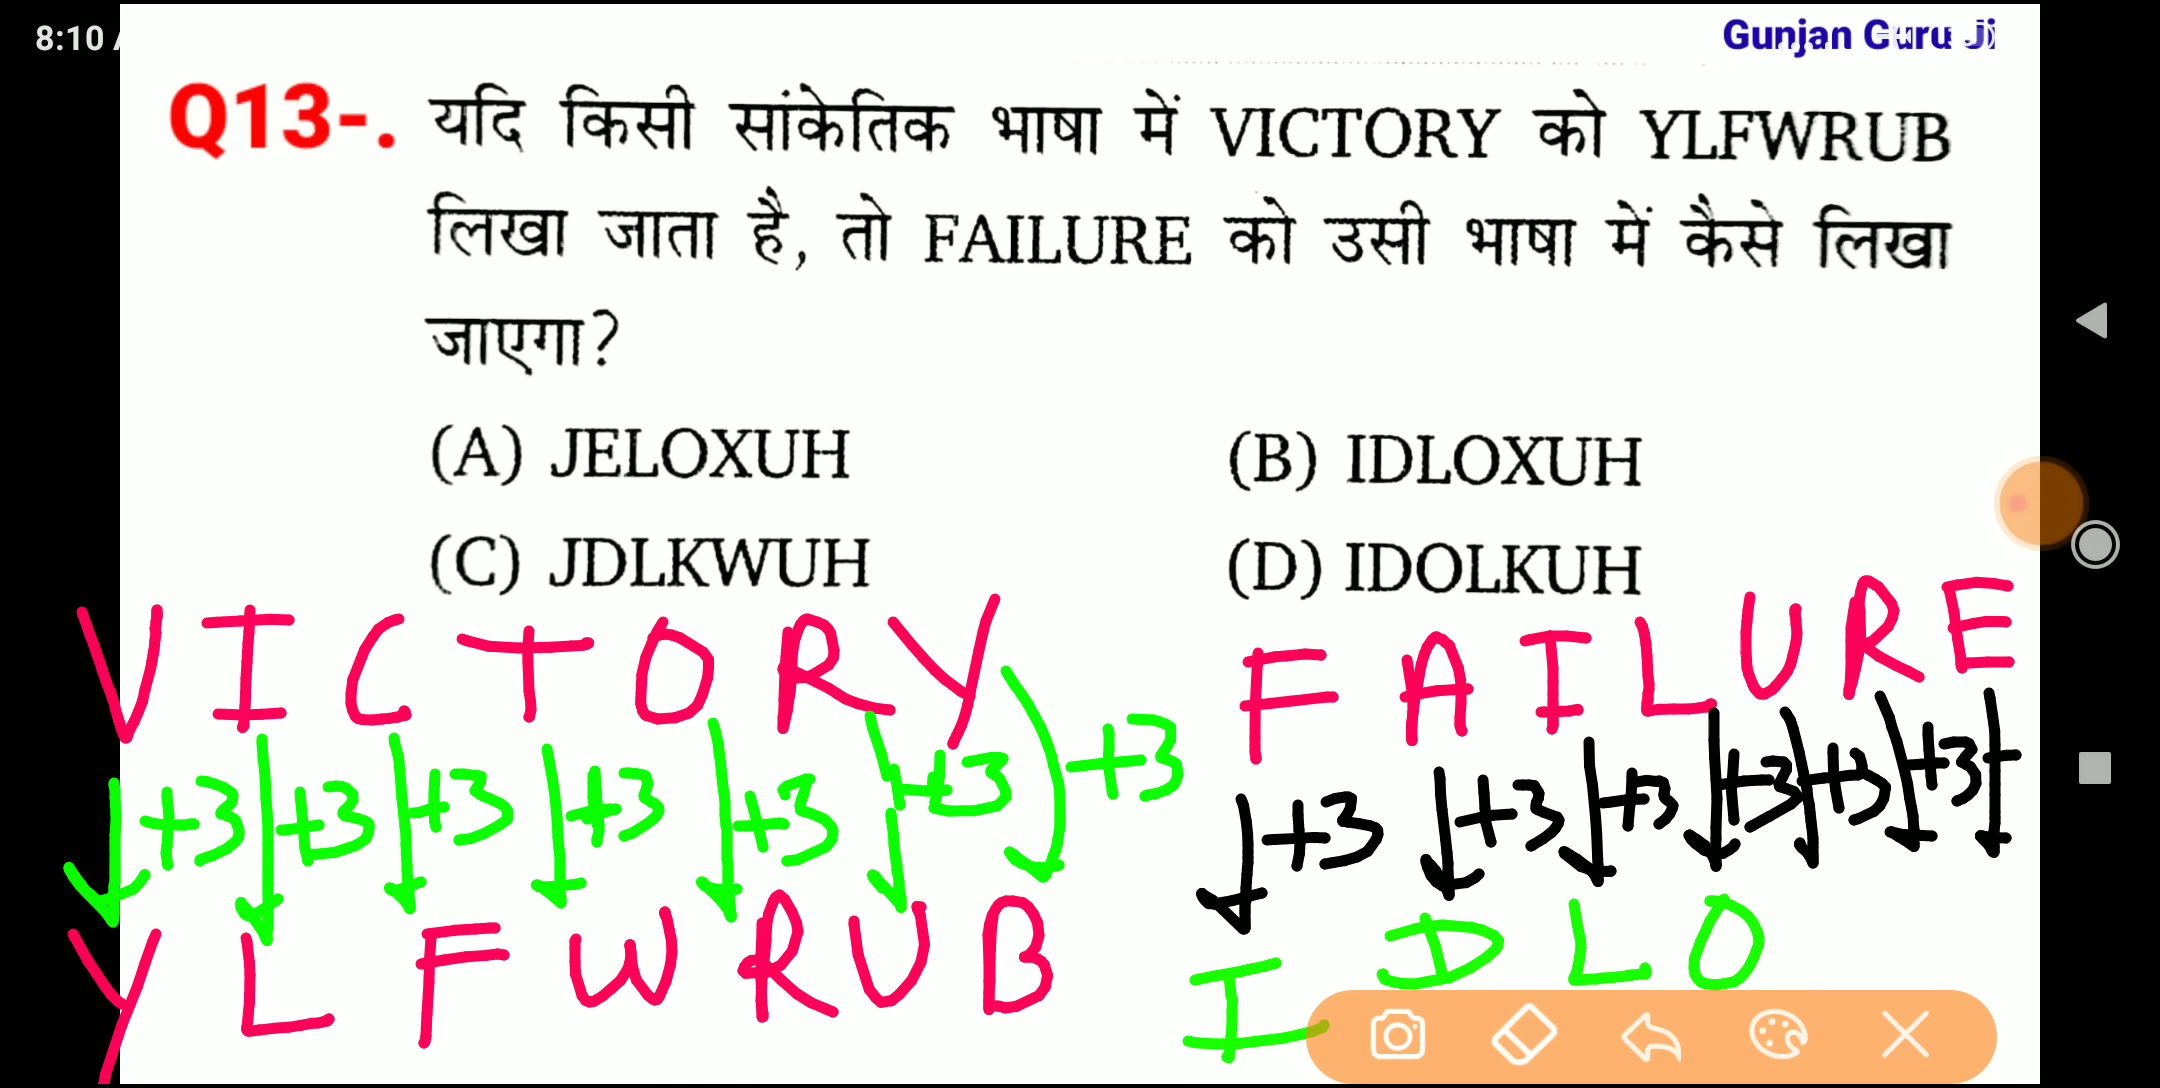 8:10
Gunjan Guru Ji
Q13-. यदि किसी सांकेतिक भाषा में VICTORY को YLFWRUB
लिखा जाता है, तो FAILURE को उसी भाषा में कैसे लिखा
जाएगा?
(A) JELOXUH (B) IDLOXUH
(C) JDLKWUH (D) IDOLKUH
VICTORY FAILURE
+3 +3 +3 +3 +3 +3 +3 +3 +3 +3 +3 +3 +3
YLFWRUB IDLO